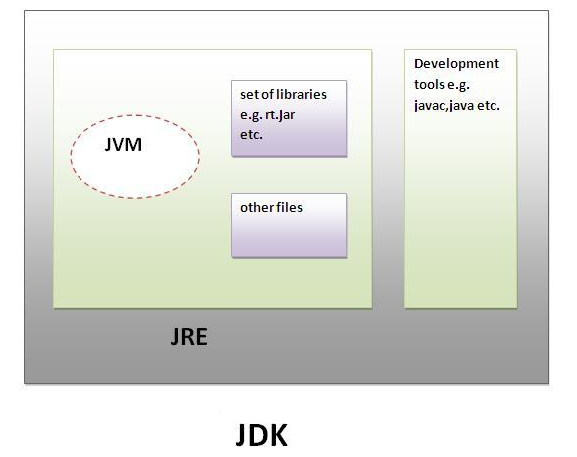 Development
tools e.g.
javac,java etc.
set of libraries
e.g. rt.jar
etc.
JVM
other files
JRE
JDK